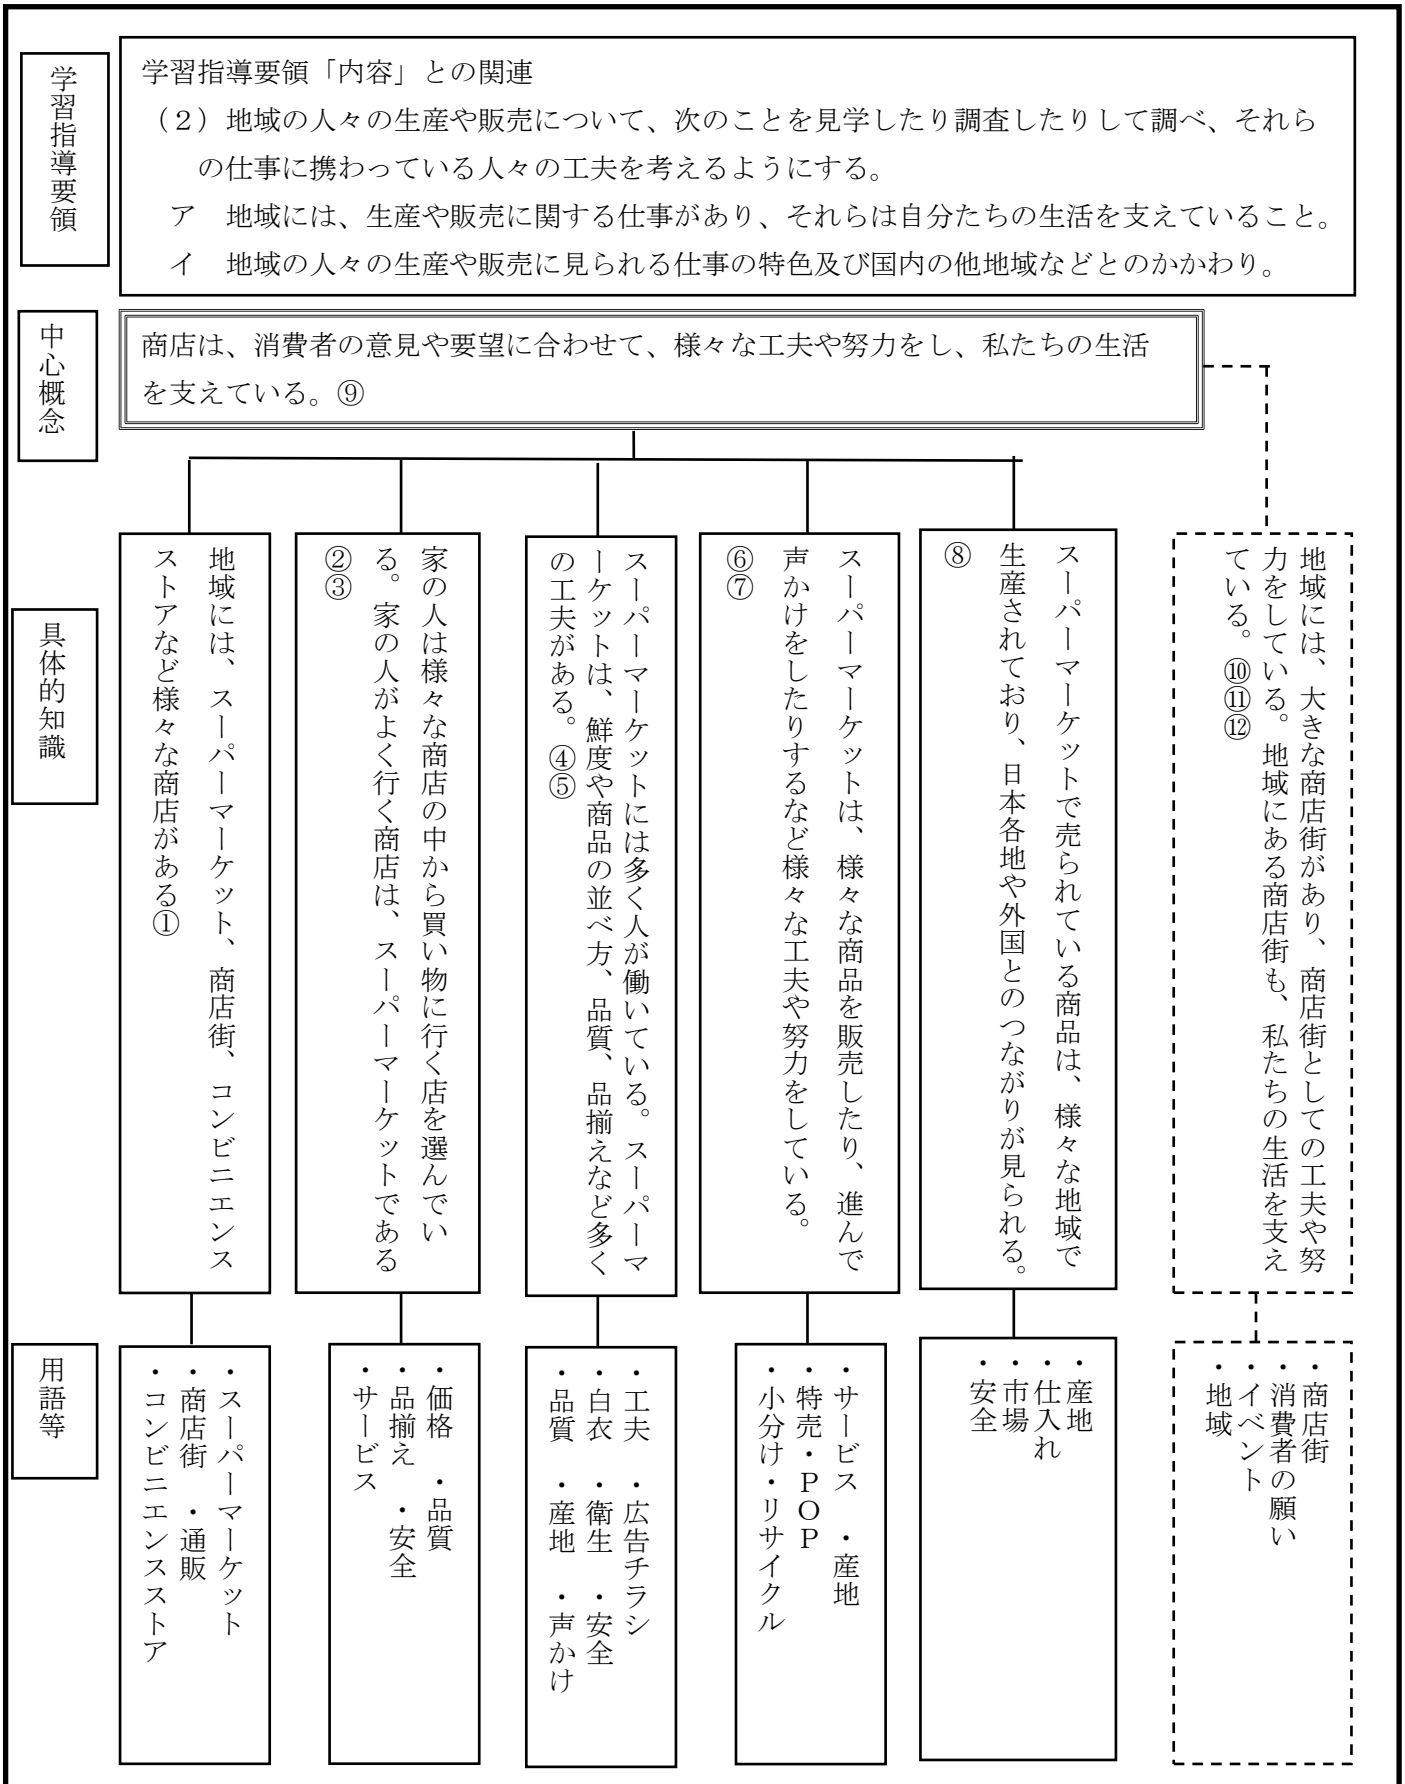 学習指導要領
学習指導要領「内容」との関連
(2)地域の人々の生産や販売について、次のことを見学したり調査したりして調べ、それら
の仕事に携わっている人々の工夫を考えるようにする。
ア　地域には、生産や販売に関する仕事があり、それらは自分たちの生活を支えていること。
イ　地域の人々の生産や販売に見られる仕事の特色及び国内の他地域などとのかかわり。
中心概念
商店は、消費者の意見や要望に合わせて、様々な工夫や努力をし、私たちの生活
を支えている。⑨
具体的知識
地域には、スーパーマーケット、商店街、コンビニエンス
ストアなど様々な商店がある①
家の人は様々な商店の中から買い物に行く店を選んでい
る。家の人がよく行く商店は、スーパーマーケットである
②③
スーパーマーケットには多く人が働いている。スーパーマ
ーケットは、鮮度や商品の並べ方、品質、品揃えなど多く
の工夫がある。④⑤
スーパーマーケットは、様々な商品を販売したり、進んで
声かけをしたりするなど様々な工夫や努力をしている。
⑥⑦
スーパーマーケットで売られている商品は、様々な地域で
生産されており、日本各地や外国とのつながりが見られる。
⑧
地域には、大きな商店街があり、商店街としての工夫や努
力をしている。地域にある商店街も、私たちの生活を支え
ている。⑩⑪⑫
用語等
・スーパーマーケット
・商店街　・通販
・コンビニエンスストア
・価格　・品質
・品揃え　・安全
・サービス
・工夫　・広告チラシ
・白衣　・衛生　・安全
・品質　・産地　・声かけ
・サービス　・産地
・特売・POP
・小分け・リサイクル
・産地
・仕入れ
・市場
・安全
・商店街
・消費者の願い
・イベント
・地域